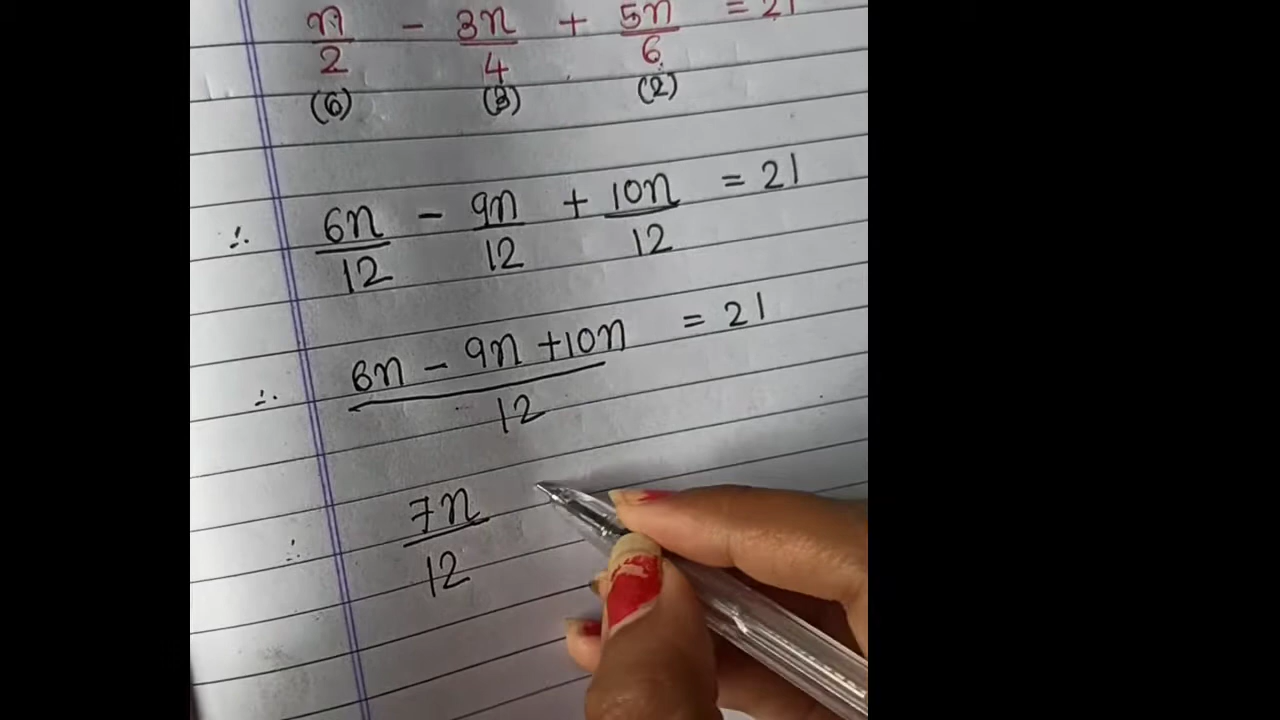 n/2 - 3n/4 + 5n/6 = 21
(6) (3) (2)
∴ 6n/12 - 9n/12 + 10n/12 = 21
∴ 6n - 9n + 10n / 12 = 21
∴ 7n/12